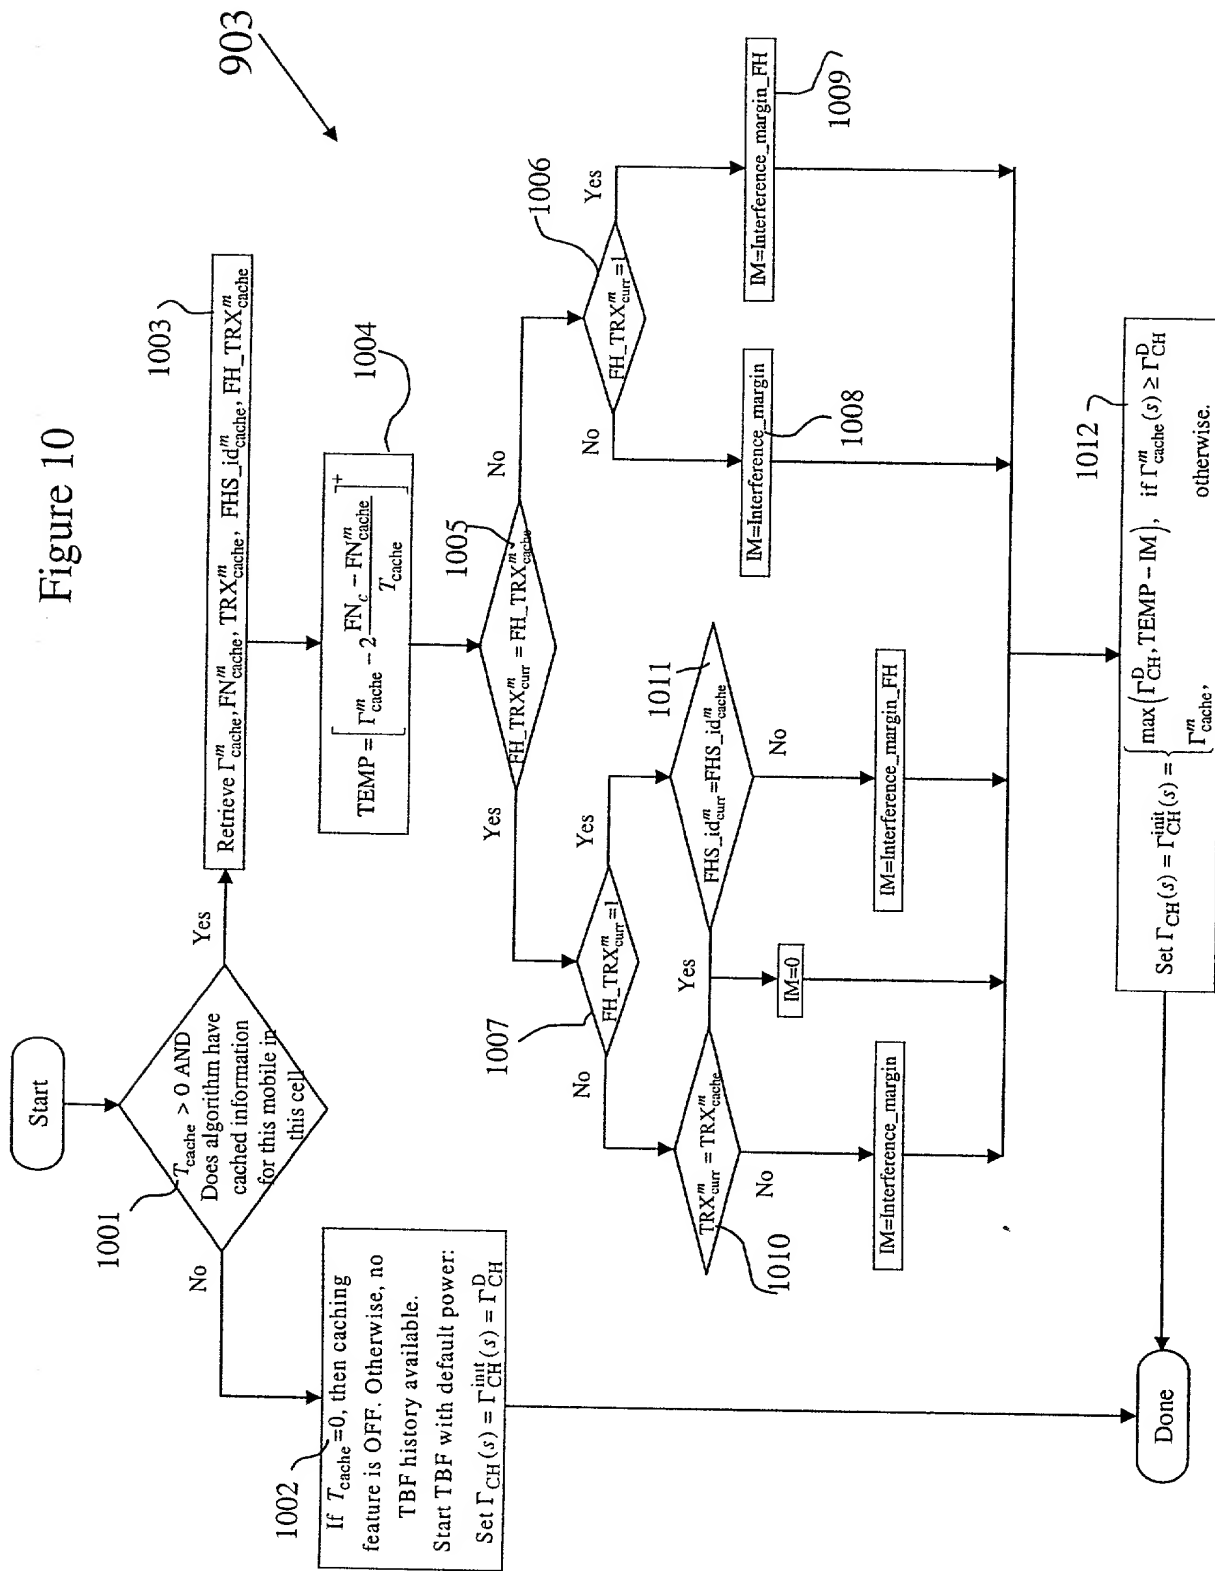 Figure 10
903
Start
1001
T_cache > 0 AND
Does algorithm have
cached information
for this mobile in
this cell
Yes
No
1002
If T_cache =0, then caching
feature is OFF. Otherwise, no
TBF history available.
Start TBF with default power:
Set Γ_CH(s) = Γ^init_CH(s) = Γ^D_CH
1003
Retrieve Γ^m_cache, FN^m_cache, TRX^m_cache, FHS_id^m_cache, FH_TRX^m_cache
1004
TEMP = [Γ^m_cache − 2 (FN_c − FN^m_cache) / T_cache]^+
1005
FH_TRX^m_curr = FH_TRX^m_cache
Yes
No
1007
FH_TRX^m_curr =1
No
Yes
1006
FH_TRX^m_curr =1
No
Yes
1010
TRX^m_curr = TRX^m_cache
Yes
1011
FHS_id^m_curr =FHS_id^m_cache
No
No
IM=Interference_margin
IM=0
IM=Interference_margin_FH
IM=Interference_margin
1008
IM=Interference_margin_FH
1009
1012
Set Γ_CH(s) = Γ^init_CH(s) = { max(Γ^D_CH, TEMP − IM), if Γ^m_cache(s) ≥ Γ^D_CH
Γ^m_cache, otherwise.
Done